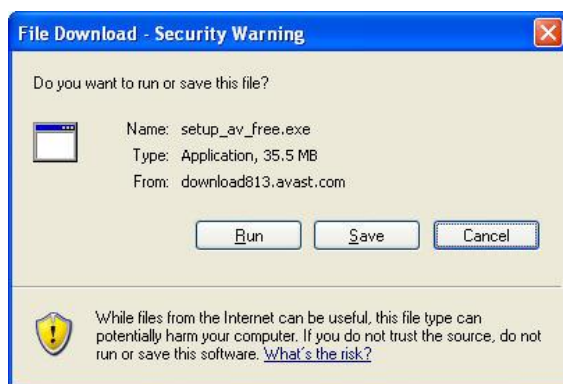 File Download - Security Warning
Do you want to run or save this file?
Name: setup_av_free.exe
Type: Application, 35.5 MB
From: download813.avast.com
Run Save Cancel
While files from the Internet can be useful, this file type can
potentially harm your computer. If you do not trust the source, do not
run or save this software. What's the risk?